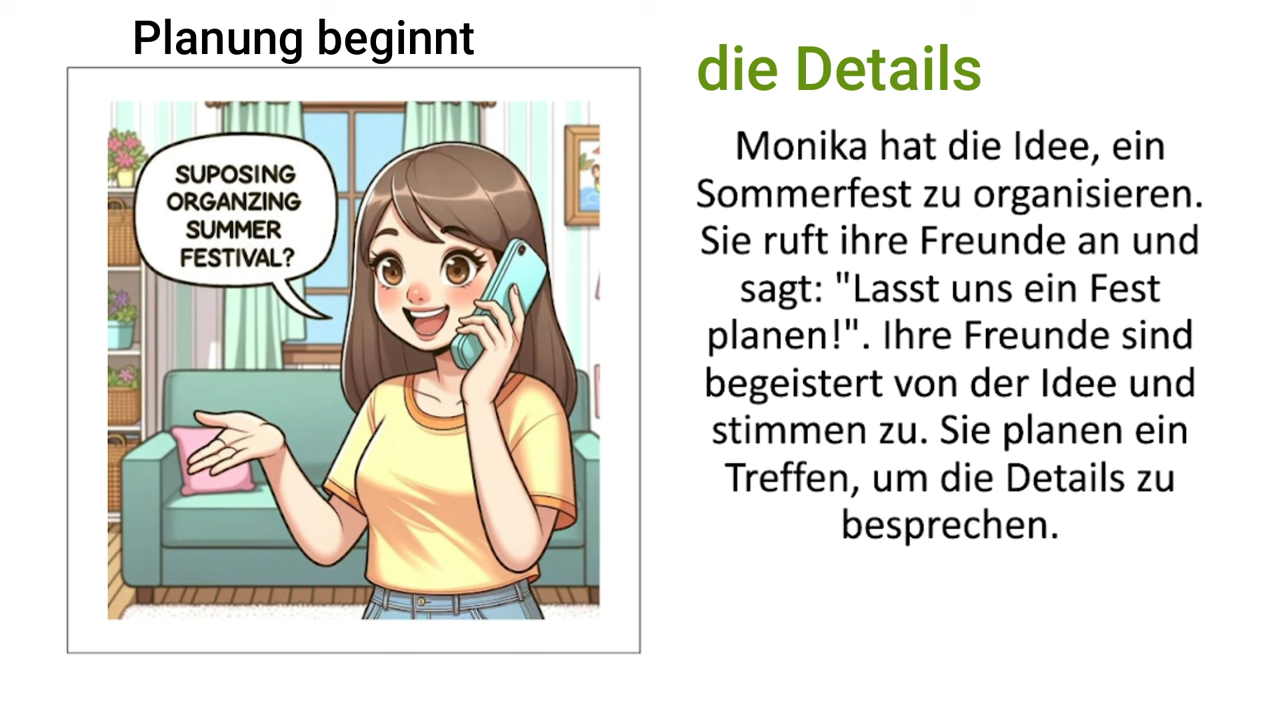 Planung beginnt
SUPOSING
ORGANZING
SUMMER
FESTIVAL?
die Details
Monika hat die Idee, ein
Sommerfest zu organisieren.
Sie ruft ihre Freunde an und
sagt: "Lasst uns ein Fest
planen!". Ihre Freunde sind
begeistert von der Idee und
stimmen zu. Sie planen ein
Treffen, um die Details zu
besprechen.